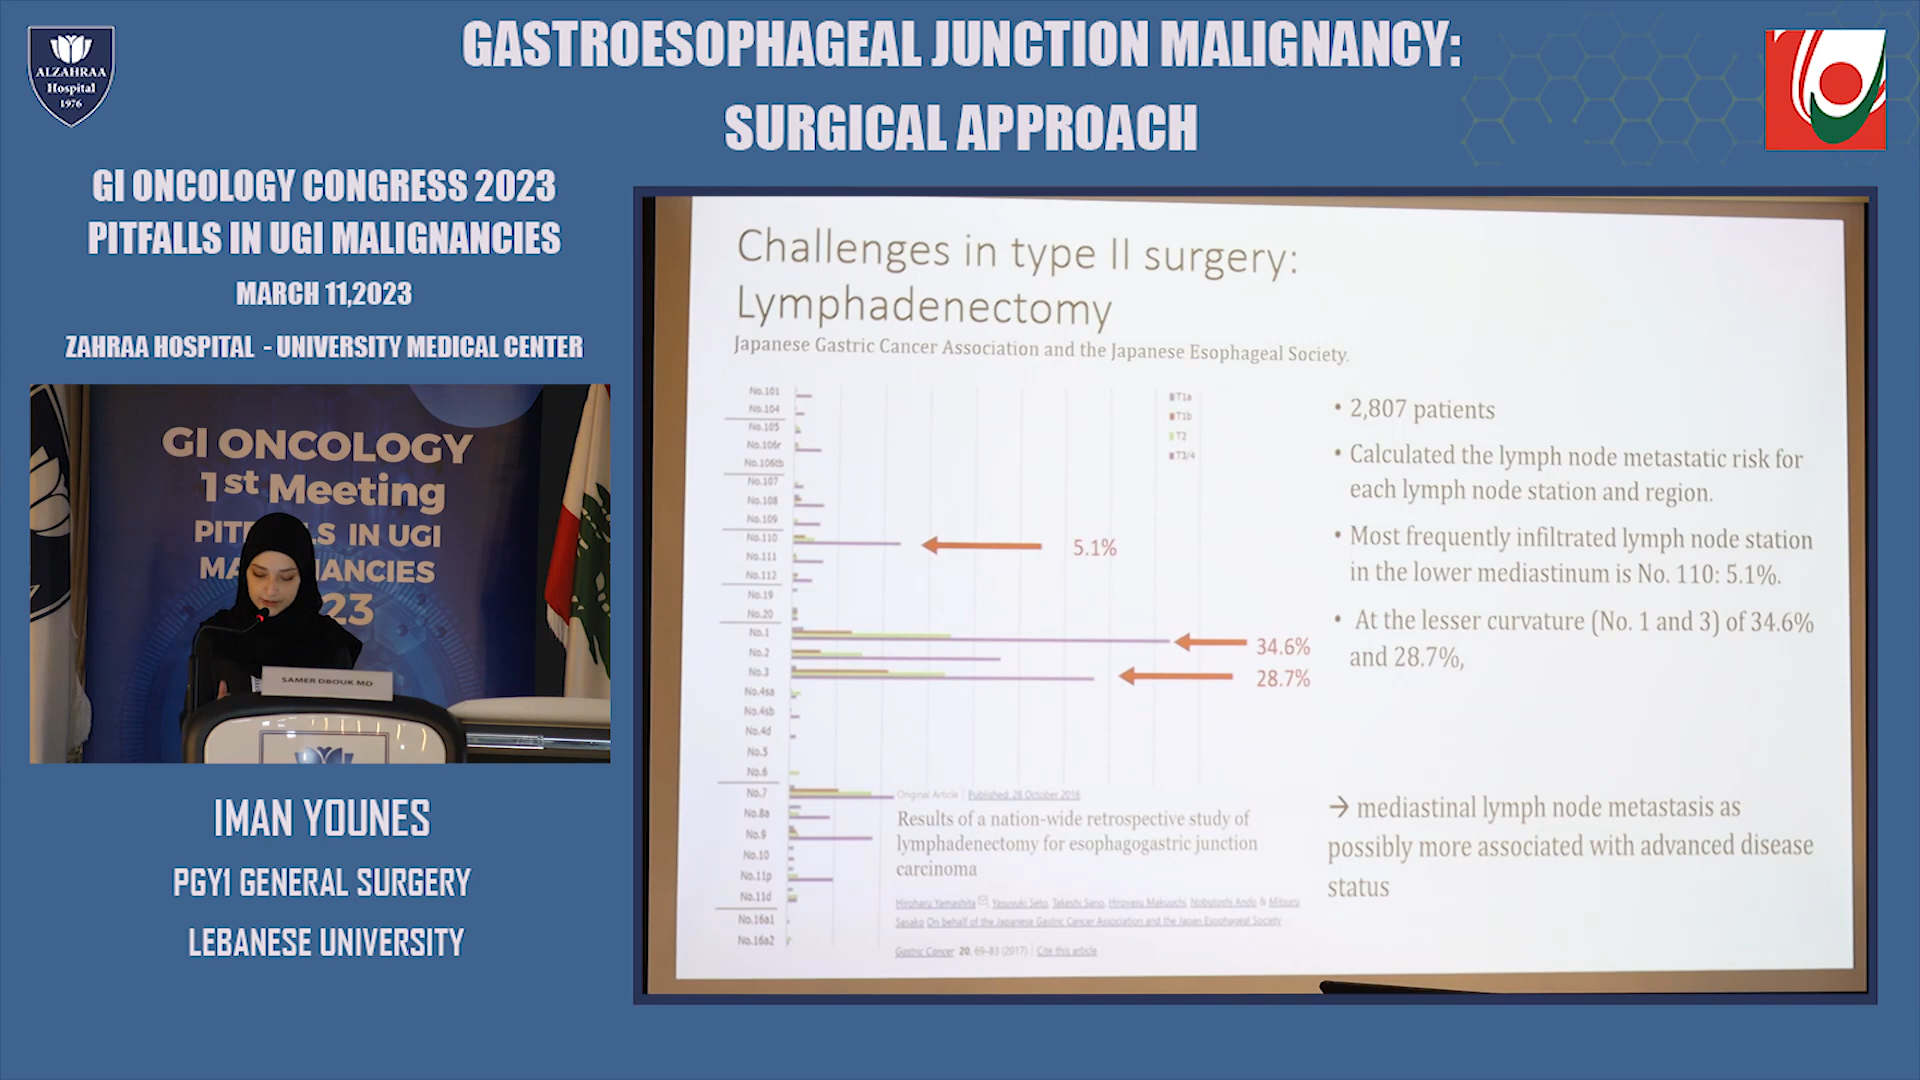 GASTROESOPHAGEAL JUNCTION MALIGNANCY:
SURGICAL APPROACH
ALZAHRAA
Hospital
1976
GI ONCOLOGY CONGRESS 2023
PITFALLS IN UGI MALIGNANCIES
MARCH 11,2023
ZAHRAA HOSPITAL - UNIVERSITY MEDICAL CENTER
GI ONCOLOGY
1st Meeting
PIT S IN UGI
MA ANCIES
23
SAMER DBOUK MD
IMAN YOUNES
PGY1 GENERAL SURGERY
LEBANESE UNIVERSITY
Challenges in type II surgery:
Lymphadenectomy
Japanese Gastric Cancer Association and the Japanese Esophageal Society.
No.101
No.104
No.105
No.106r
No.106tb
No.107
No.108
No.109
No.110
No.111
No.112
No.19
No.20
No.1
No.2
No.3
No.4sa
No.4sb
No.4d
No.5
No.6
No.7
No.8a
No.9
No.10
No.11p
No.11d
No.16a1
No.16a2
T1a
T1b
T2
T3/4
5.1%
34.6%
28.7%
• 2,807 patients
• Calculated the lymph node metastatic risk for
each lymph node station and region.
• Most frequently infiltrated lymph node station
in the lower mediastinum is No. 110: 5.1%.
• At the lesser curvature (No. 1 and 3) of 34.6%
and 28.7%,
→ mediastinal lymph node metastasis as
possibly more associated with advanced disease
status
Original Article | Published: 28 October 2016
Results of a nation-wide retrospective study of
lymphadenectomy for esophagogastric junction
carcinoma
Hiroharu Yamashita, Yasuyuki Seto, Takeshi Sano, Hiroyasu Makuuchi, Nobutoshi Ando & Mitsuru
Sasako On behalf of the Japanese Gastric Cancer Association and the Japan Esophageal Society
Gastric Cancer 20, 69–83 (2017) | Cite this article